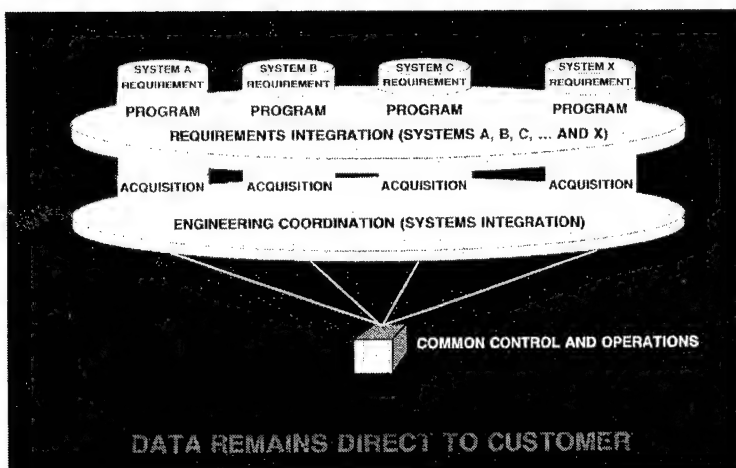 SYSTEM A SYSTEM B SYSTEM C SYSTEM X
REQUIREMENT REQUIREMENT REQUIREMENT REQUIREMENT
PROGRAM PROGRAM PROGRAM PROGRAM
REQUIREMENTS INTEGRATION (SYSTEMS A, B, C, ... AND X)
ACQUISITION ACQUISITION ACQUISITION ACQUISITION
ENGINEERING COORDINATION (SYSTEMS INTEGRATION)
COMMON CONTROL AND OPERATIONS
DATA REMAINS DIRECT TO CUSTOMER